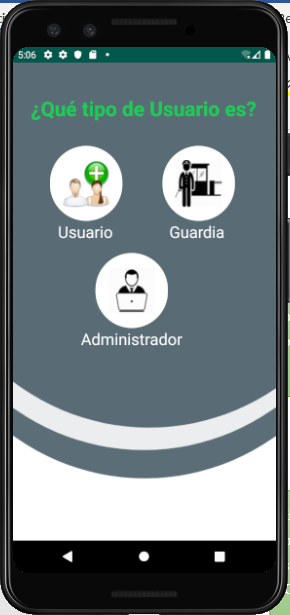 5:06
¿Qué tipo de Usuario es?
Usuario
Guardia
Administrador